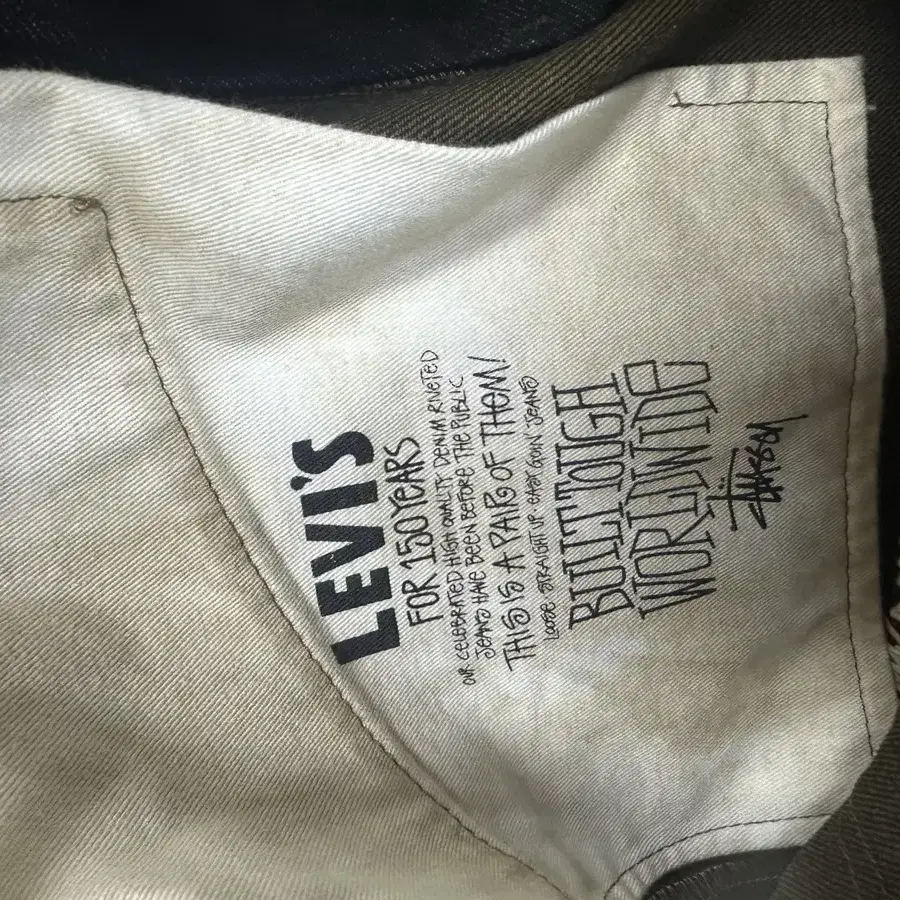 LEVI'S
FOR 150 YEARS
OUR CELEBRATED HIGH QUALITY DENIM RIVETED
JEANS HAVE BEEN BEFORE THE PUBLIC
THIS IS A PAIR OF THEM!
LOOSE STRAIGHT UP · EASY GOIN' JEANS
BUILT TOUGH
WORLDWIDE
STÜSSY